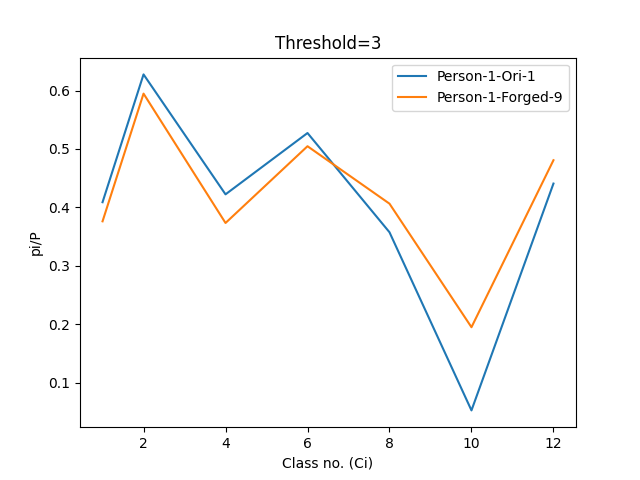 Threshold=3
Person-1-Ori-1
Person-1-Forged-9
0.6
0.5
0.4
0.3
0.2
0.1
pi/P
2 4 6 8 10 12
Class no. (Ci)